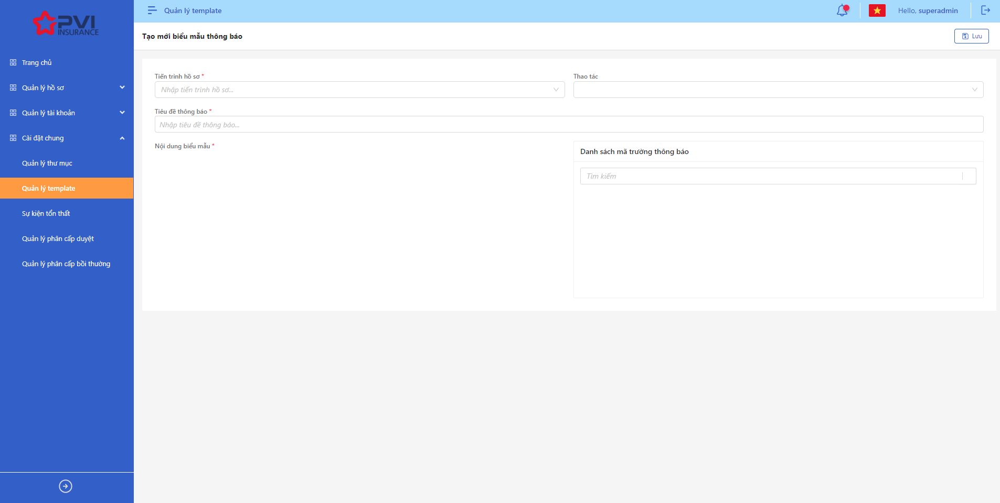 PVI
INSURANCE
Quản lý template
Hello, superadmin
Tạo mới biểu mẫu thông báo
Lưu
Trang chủ
Quản lý hồ sơ
Quản lý tài khoản
Cài đặt chung
Quản lý thư mục
Quản lý template
Sự kiện tổn thất
Quản lý phân cấp duyệt
Quản lý phân cấp bồi thường
Tiến trình hồ sơ *
Nhập tiến trình hồ sơ...
Thao tác
Tiêu đề thông báo *
Nhập tiêu đề thông báo...
Nội dung biểu mẫu *
Danh sách mã trường thông báo
Tìm kiếm